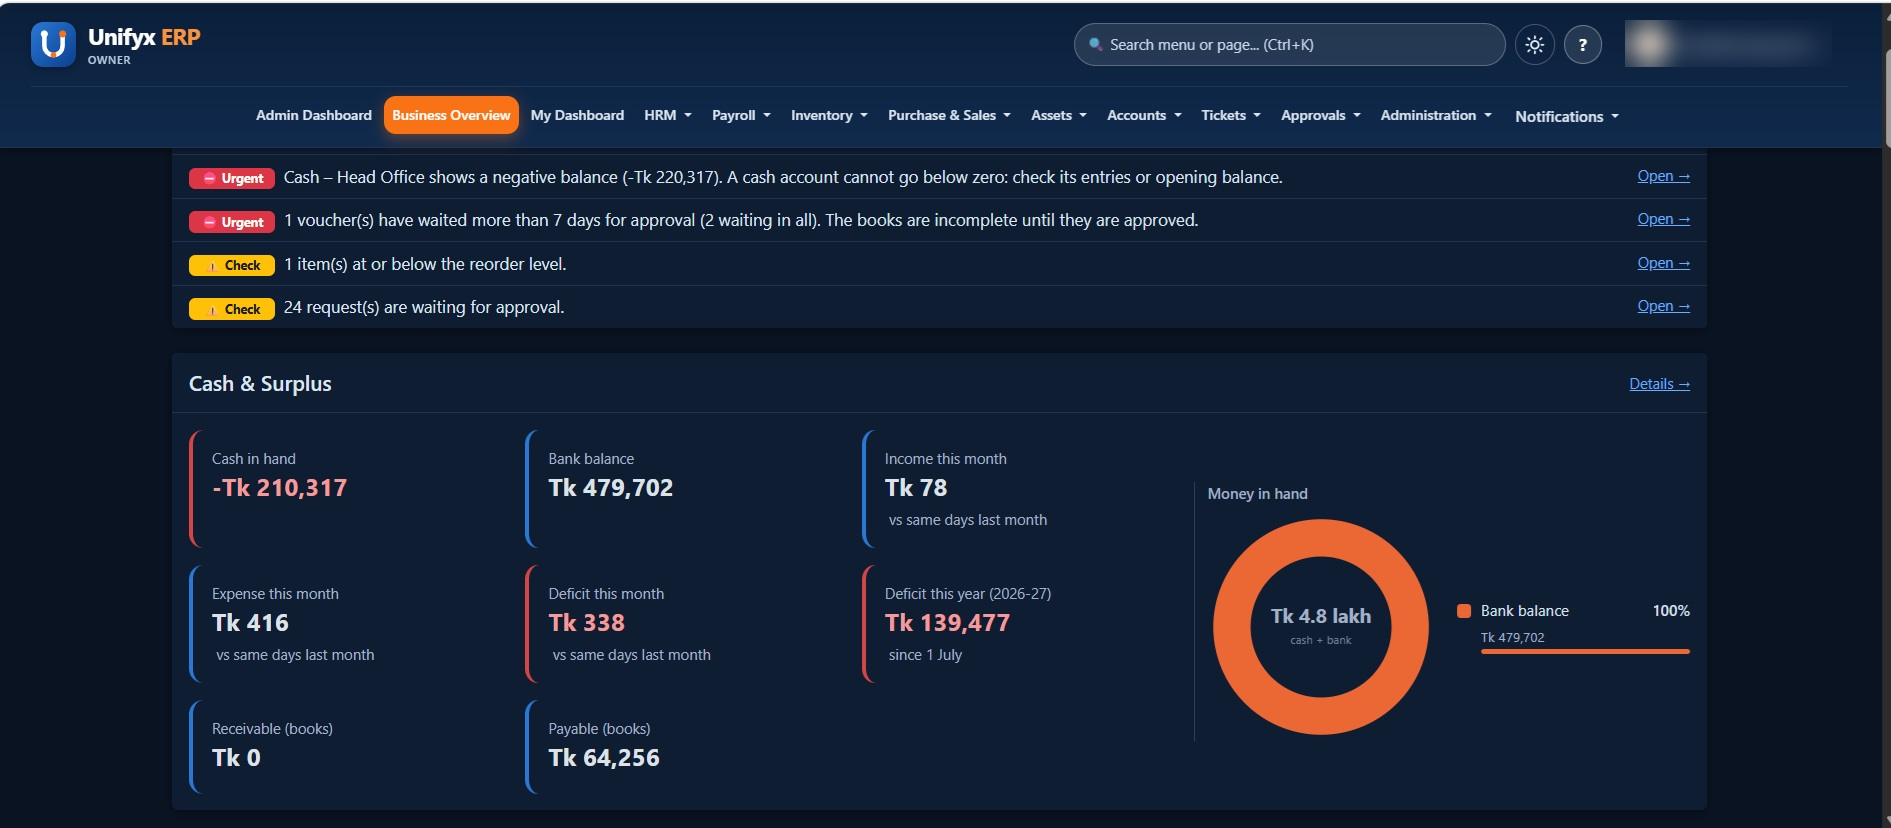 Unifyx ERP
OWNER
Search menu or page... (Ctrl+K)
?
Admin Dashboard
Business Overview
My Dashboard
HRM
Payroll
Inventory
Purchase & Sales
Assets
Accounts
Tickets
Approvals
Administration
Notifications
Urgent Cash – Head Office shows a negative balance (-Tk 220,317). A cash account cannot go below zero: check its entries or opening balance. Open →
Urgent 1 voucher(s) have waited more than 7 days for approval (2 waiting in all). The books are incomplete until they are approved. Open →
Check 1 item(s) at or below the reorder level. Open →
Check 24 request(s) are waiting for approval. Open →
Cash & Surplus
Details →
Cash in hand
-Tk 210,317
Bank balance
Tk 479,702
Income this month
Tk 78
vs same days last month
Expense this month
Tk 416
vs same days last month
Deficit this month
Tk 338
vs same days last month
Deficit this year (2026-27)
Tk 139,477
since 1 July
Receivable (books)
Tk 0
Payable (books)
Tk 64,256
Money in hand
Tk 4.8 lakh
cash + bank
Bank balance 100%
Tk 479,702